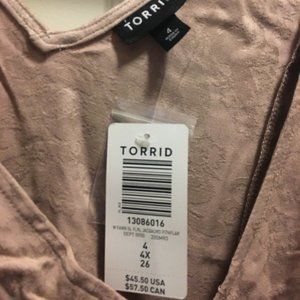 TORRID
4
TORRID
13086016
4
4X
26
$45.50 USA
$57.50 CAN